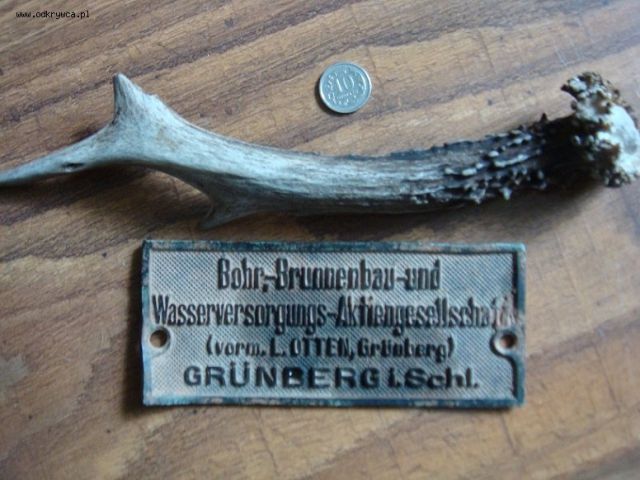 www.odkrywca.pl
10
Bohr-, Brunnenbau- und
Wasserversorgungs-Aktiengesellschaft
(vorm. L. OTTEN, Grünberg)
GRÜNBERG i. Schl.